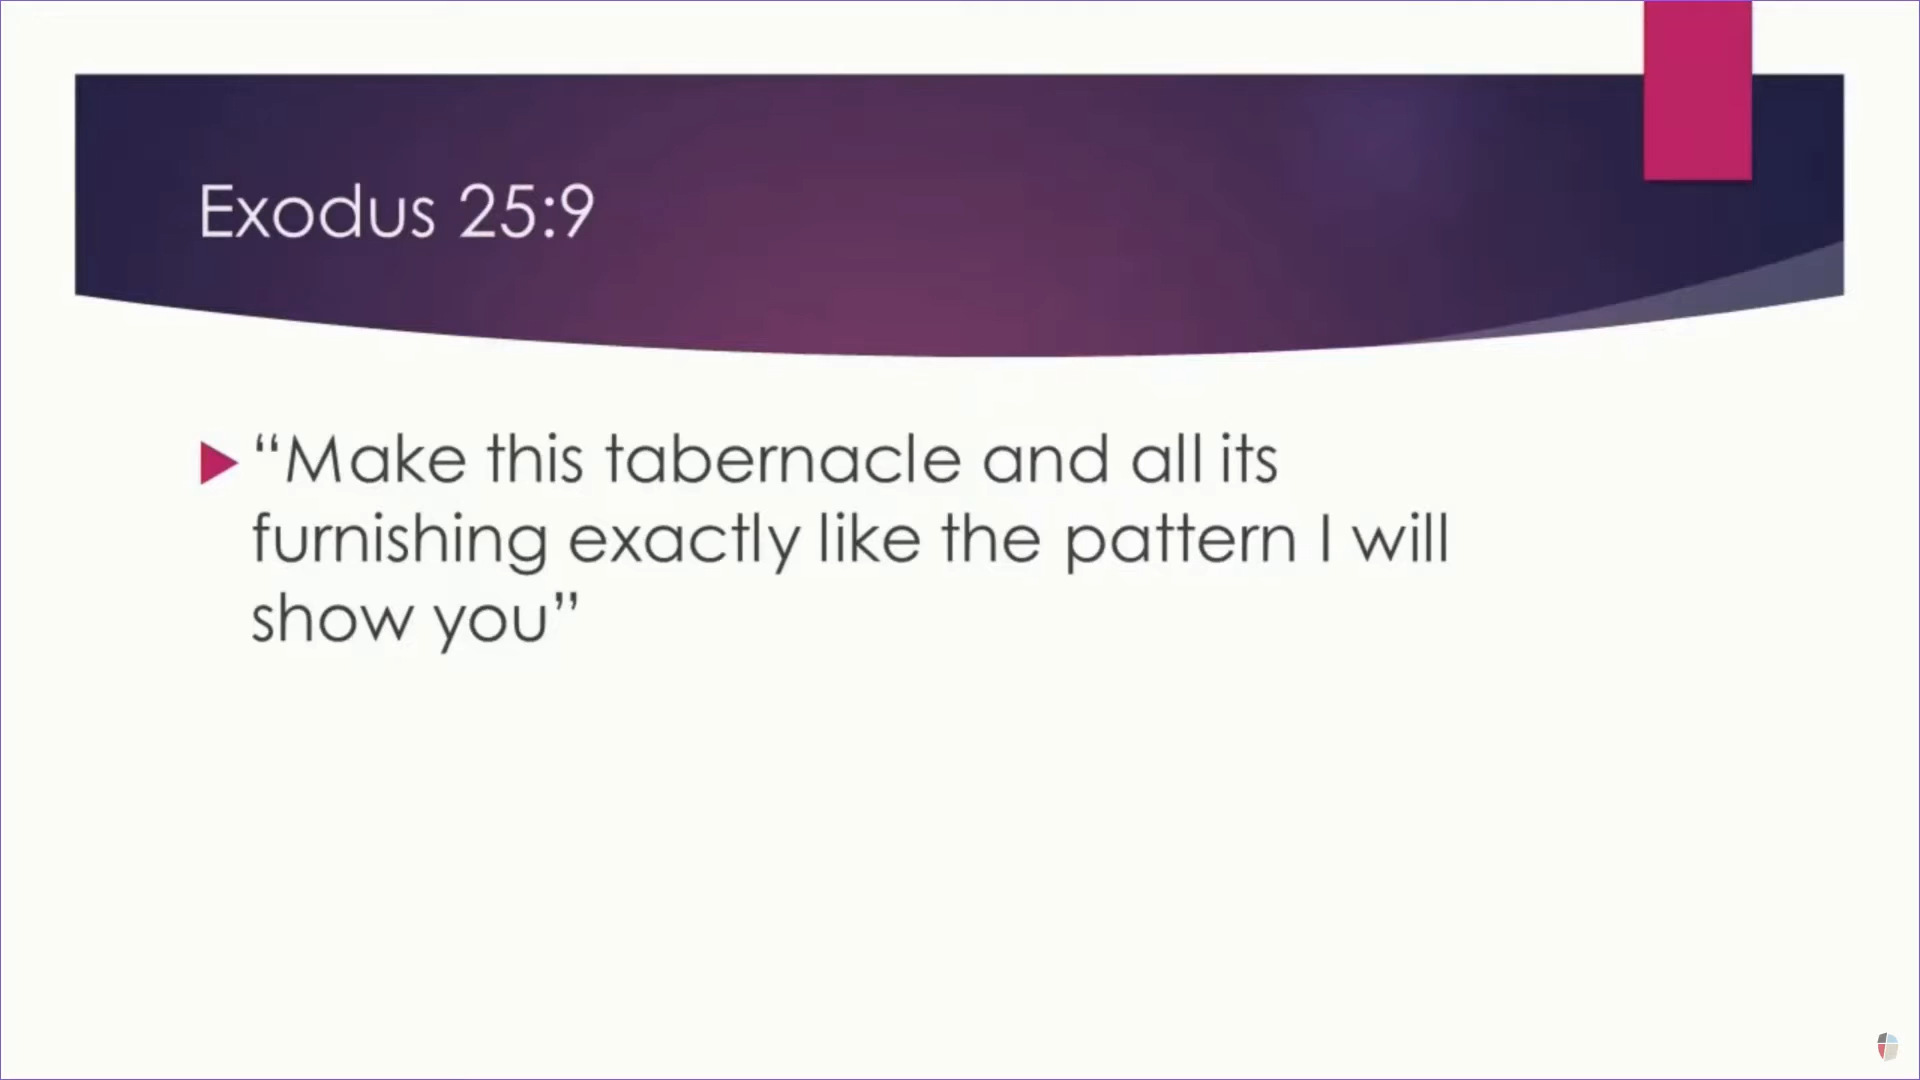 Exodus 25:9
“Make this tabernacle and all its
furnishing exactly like the pattern I will
show you”